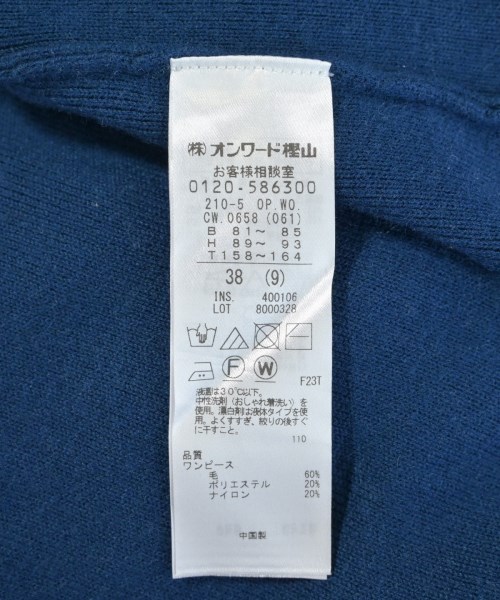 ㈱オンワード樫山
お客様相談室
0120-586300
210-5 OP.WO.
CW.0658 (061)
B 81～ 85
H 89～ 93
T158～164
38 (9)
INS. 400106
LOT 8000328
F W
F23T
液温は30℃以下。
中性洗剤（おしゃれ着洗い）を
使用。漂白剤は液体タイプを使
用。よくすすぎ、絞りの後すぐ
に干すこと。
110
品質
ワンピース
毛 60%
ポリエステル 20%
ナイロン 20%
中国製